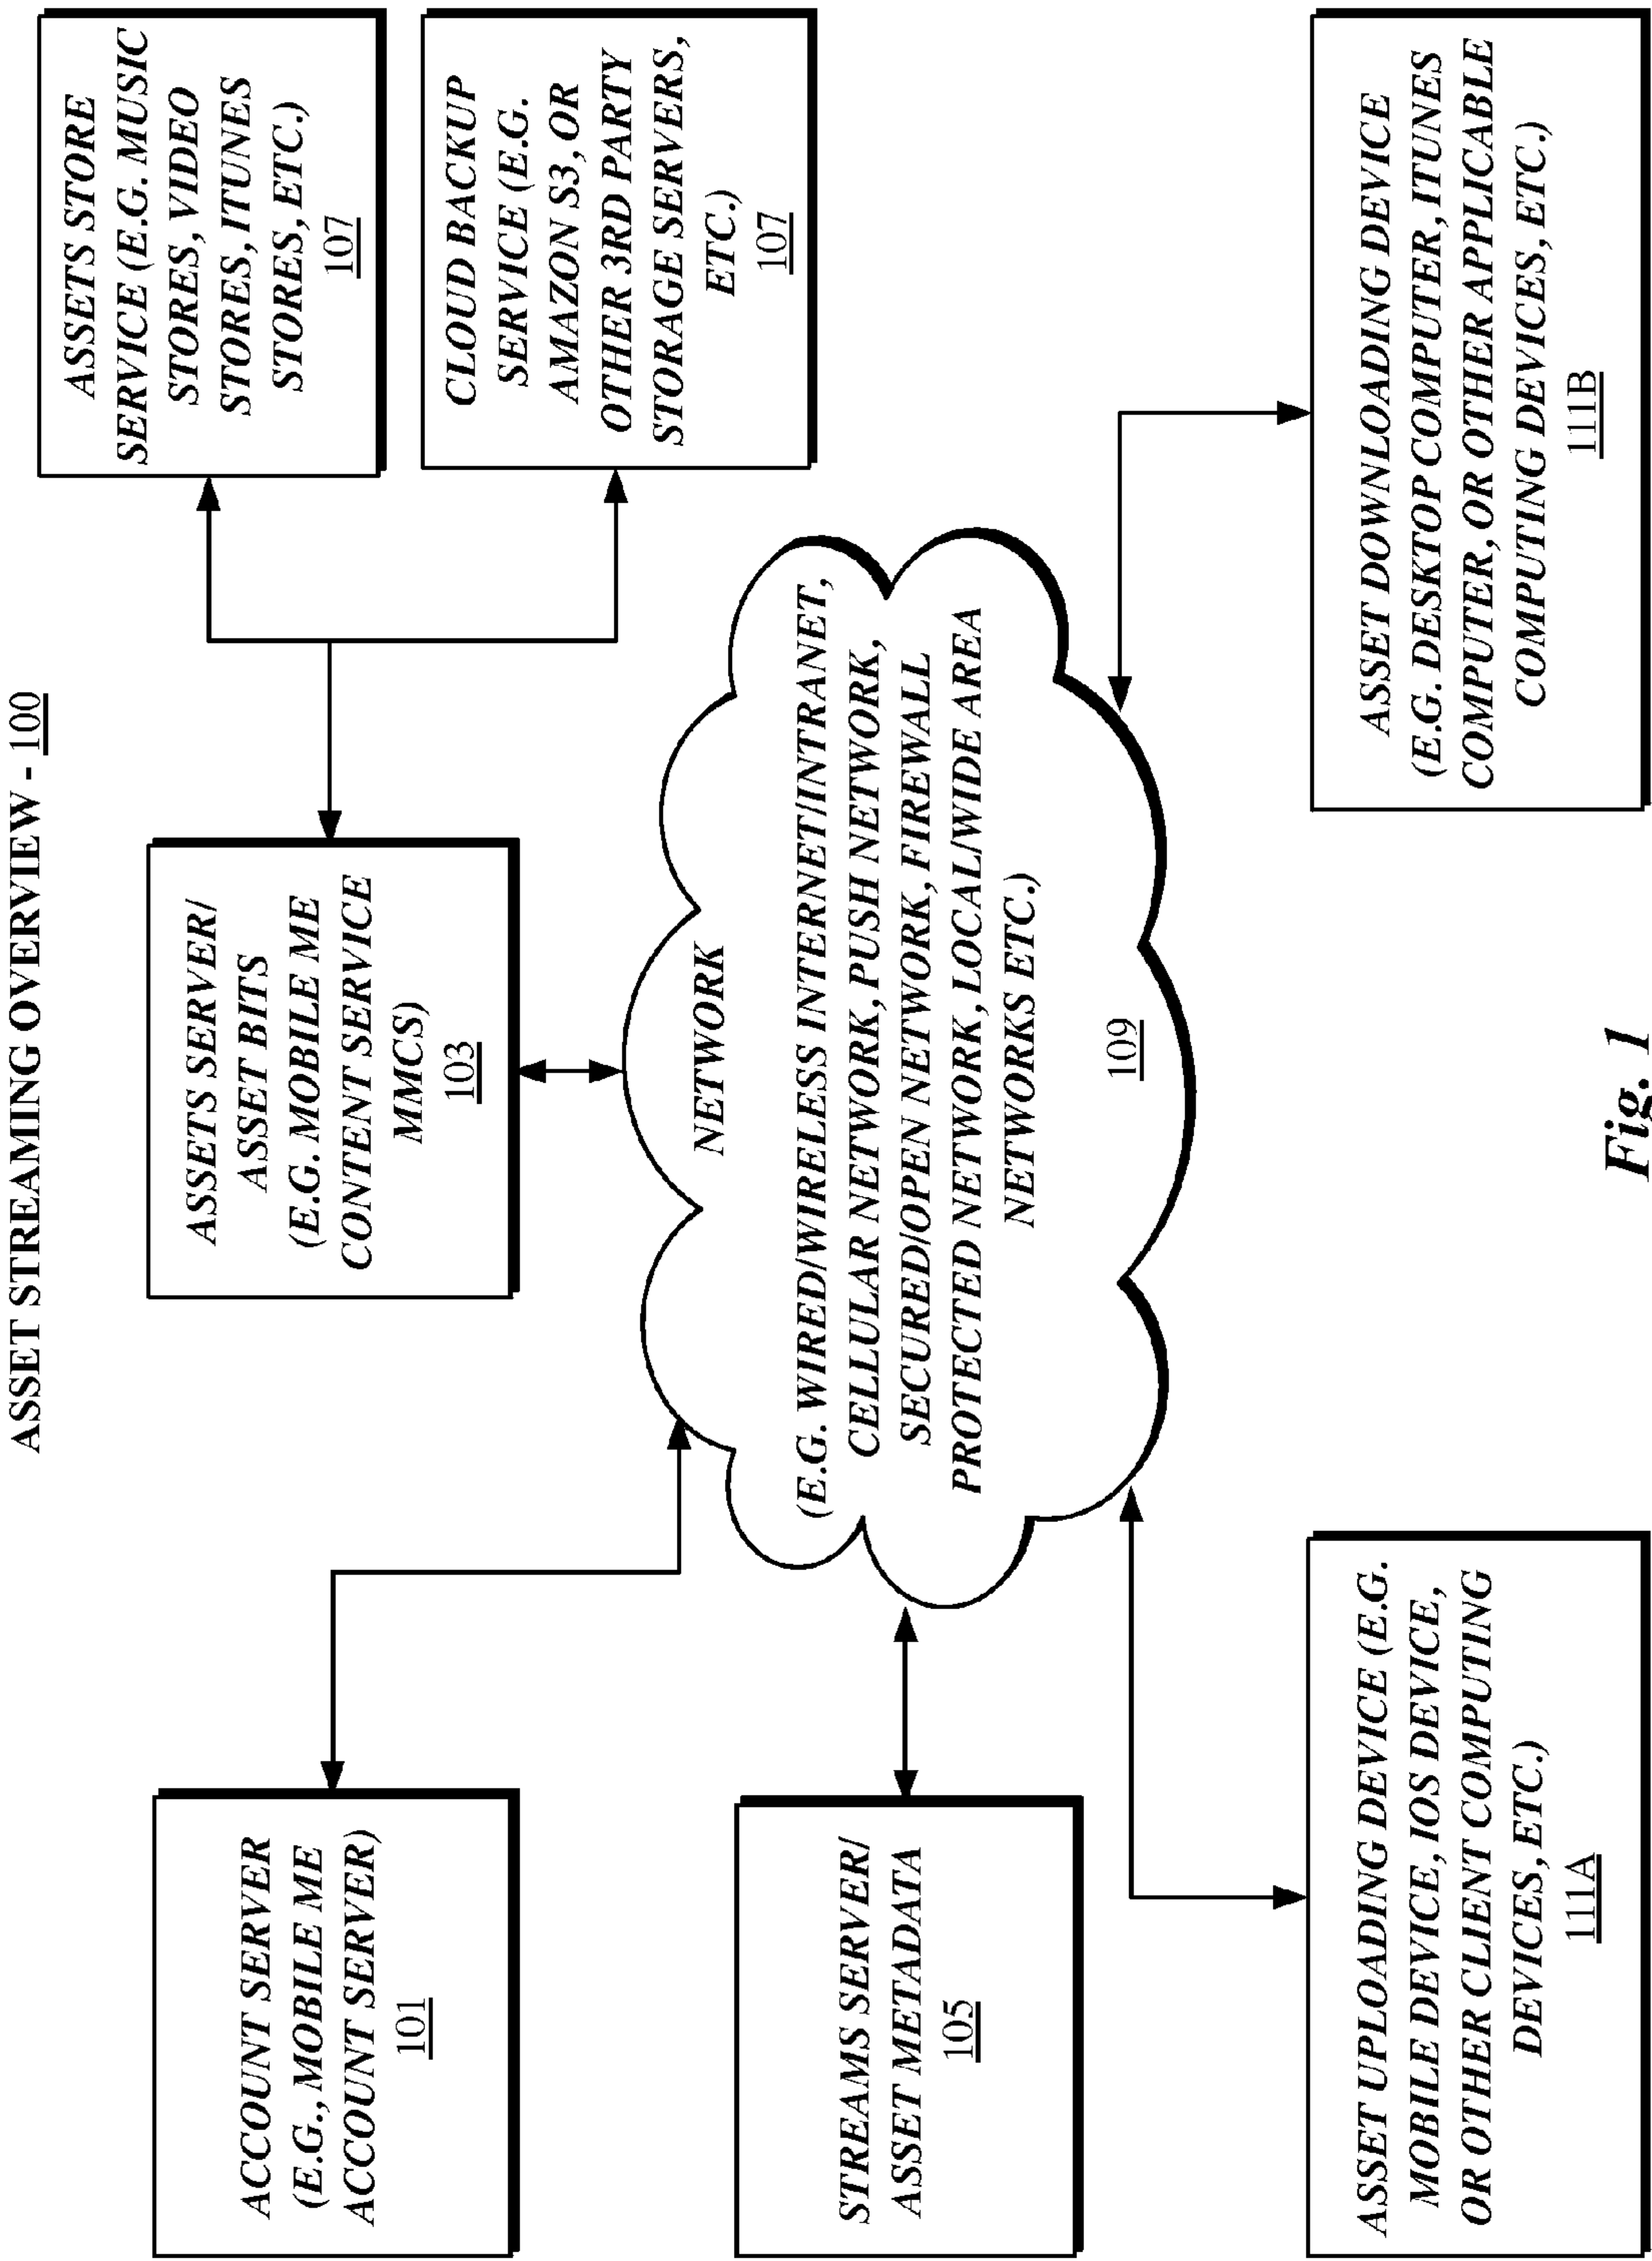 ASSET STREAMING OVERVIEW - 100
ACCOUNT SERVER
(E.G., MOBILE ME
ACCOUNT SERVER)
101
ASSETS SERVER/
ASSET BITS
(E.G. MOBILE ME
CONTENT SERVICE
MMCS)
103
ASSETS STORE
SERVICE (E.G. MUSIC
STORES, VIDEO
STORES, ITUNES
STORES, ETC.)
107
CLOUD BACKUP
SERVICE (E.G.
AMAZON S3, OR
OTHER 3RD PARTY
STORAGE SERVERS,
ETC.)
107
STREAMS SERVER/
ASSET METADATA
105
NETWORK
(E.G. WIRED/WIRELESS INTERNET/INTRANET,
CELLULAR NETWORK, PUSH NETWORK,
SECURED/OPEN NETWORK, FIREWALL
PROTECTED NETWORK, LOCAL/WIDE AREA
NETWORKS ETC.)
109
ASSET UPLOADING DEVICE (E.G.
MOBILE DEVICE, IOS DEVICE,
OR OTHER CLIENT COMPUTING
DEVICES, ETC.)
111A
ASSET DOWNLOADING DEVICE
(E.G. DESKTOP COMPUTER, ITUNES
COMPUTER, OR OTHER APPLICABLE
COMPUTING DEVICES, ETC.)
111B
Fig. 1